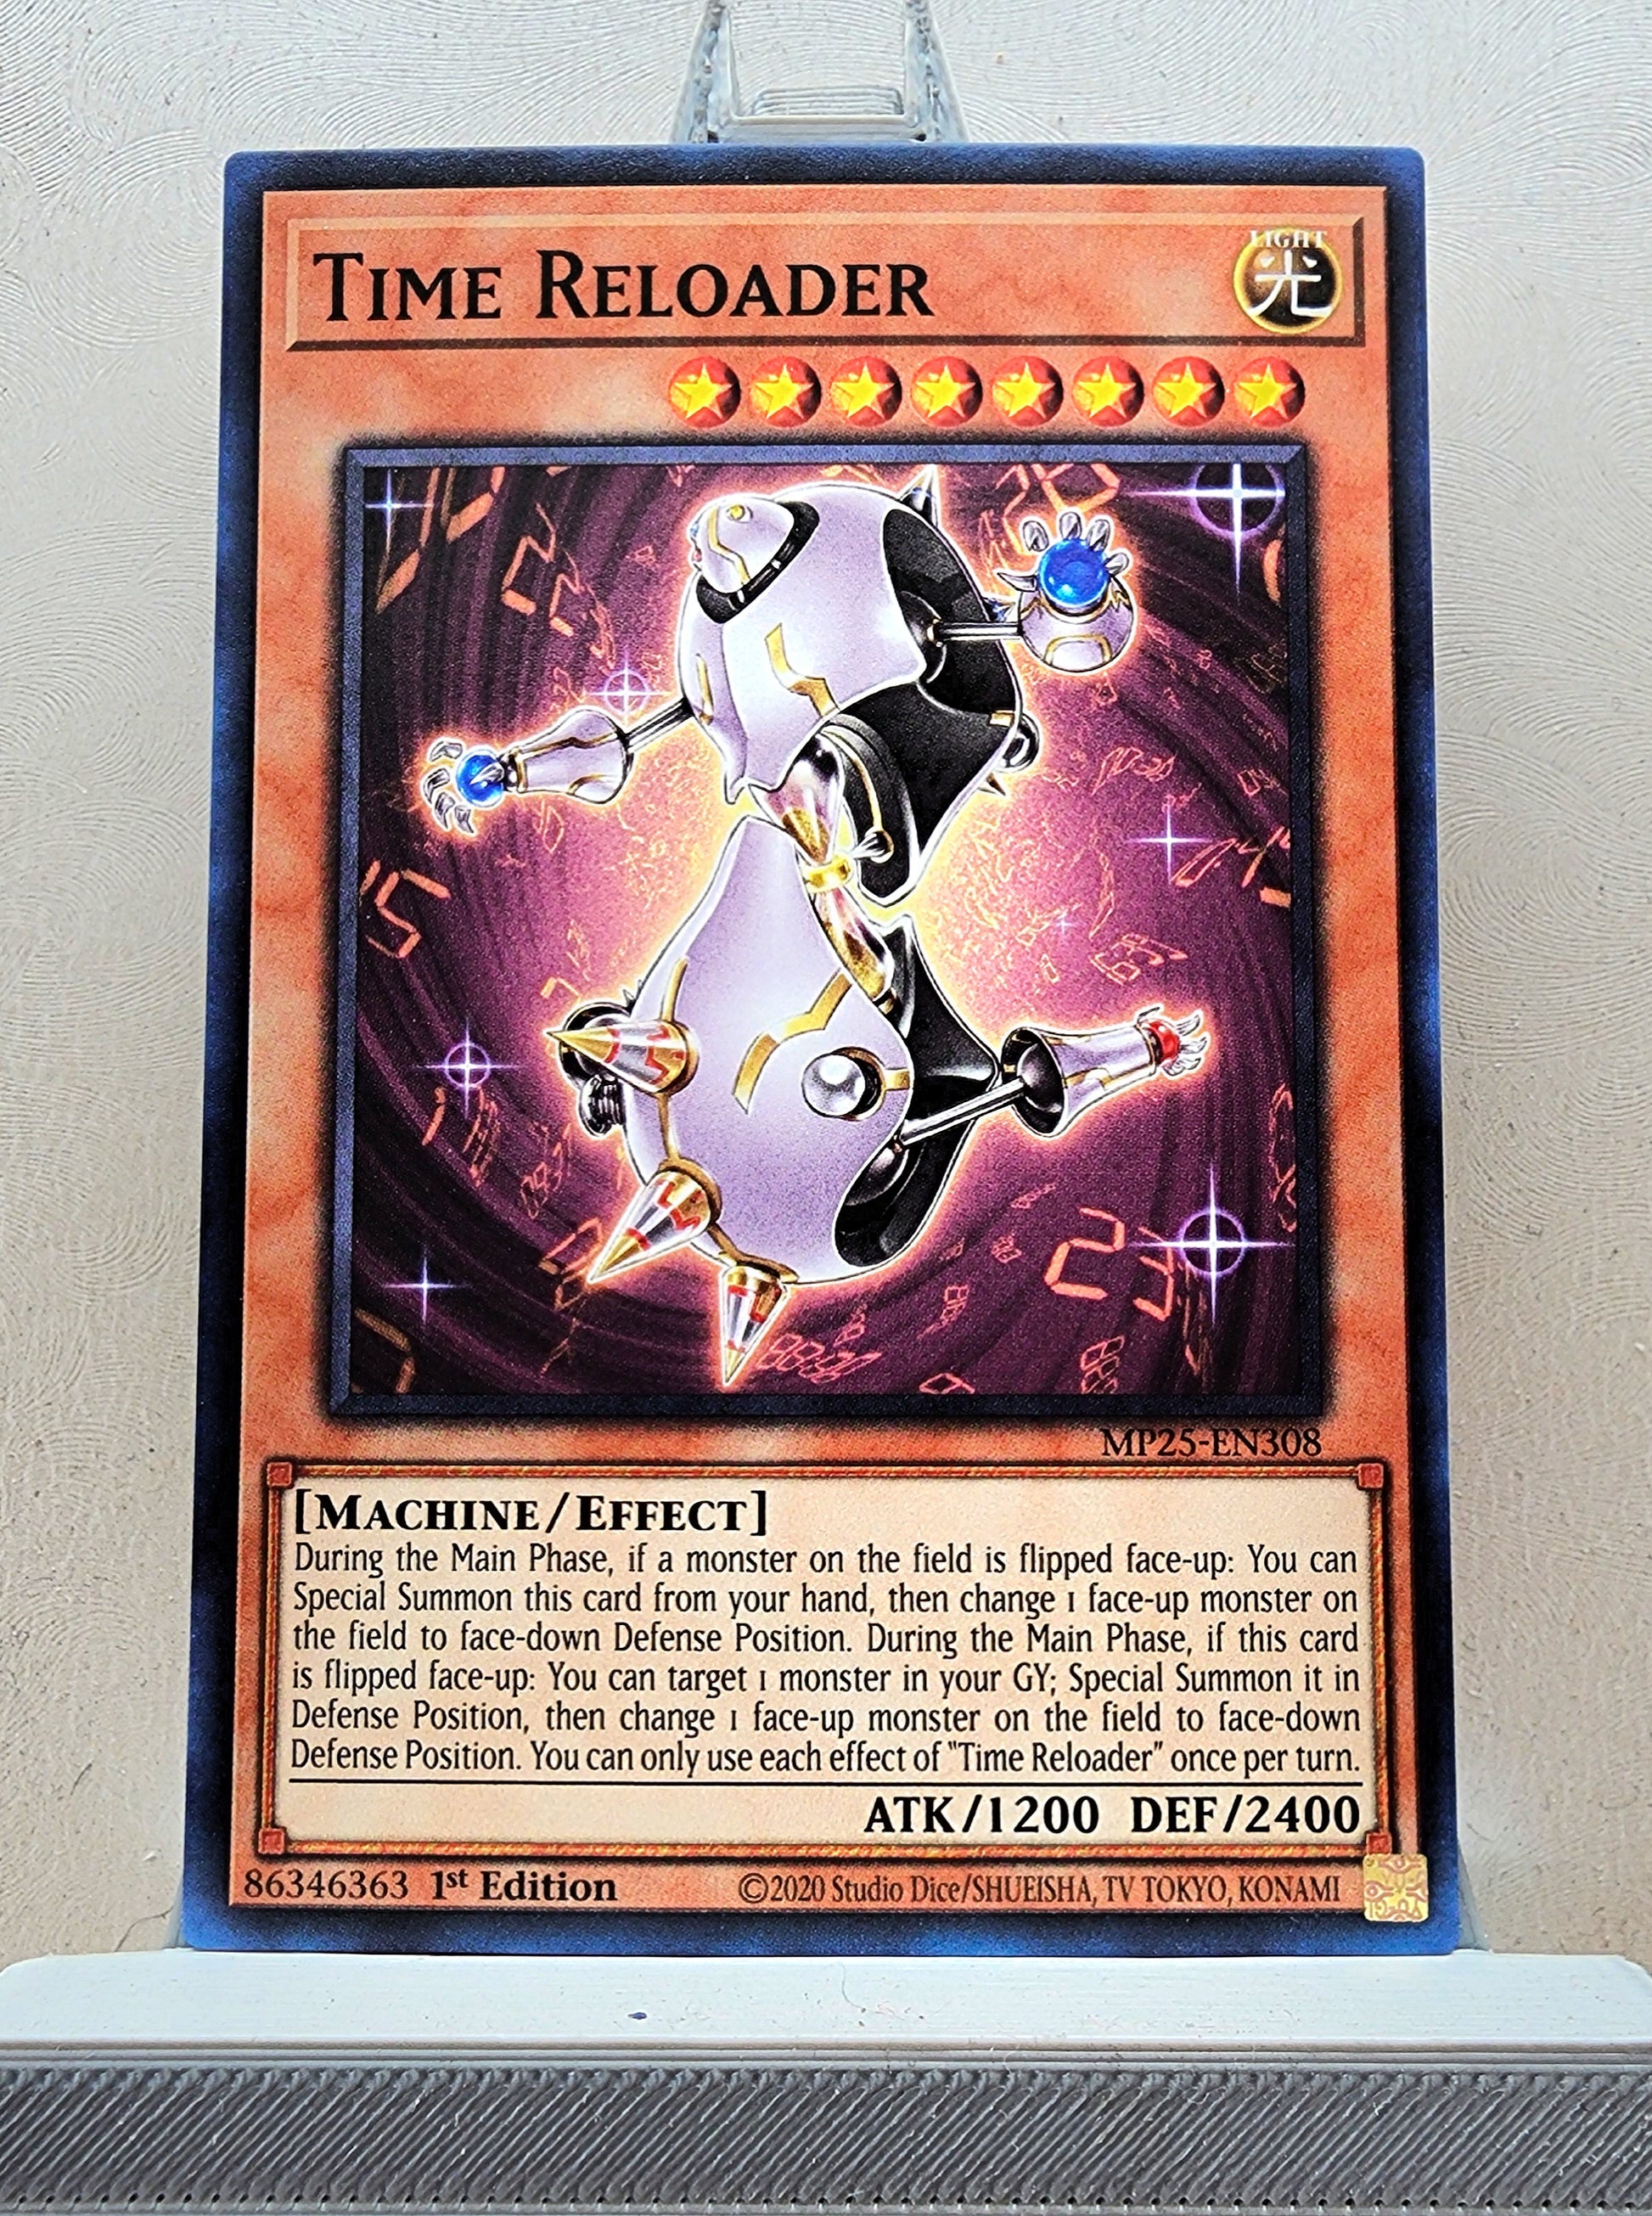 TIME RELOADER
LIGHT
光
15
23
MP25-EN308
[MACHINE/EFFECT]
During the Main Phase, if a monster on the field is flipped face-up: You can
Special Summon this card from your hand, then change 1 face-up monster on
the field to face-down Defense Position. During the Main Phase, if this card
is flipped face-up: You can target 1 monster in your GY; Special Summon it in
Defense Position, then change 1 face-up monster on the field to face-down
Defense Position. You can only use each effect of "Time Reloader" once per turn.
ATK/1200 DEF/2400
86346363 1st Edition ©2020 Studio Dice/SHUEISHA, TV TOKYO, KONAMI